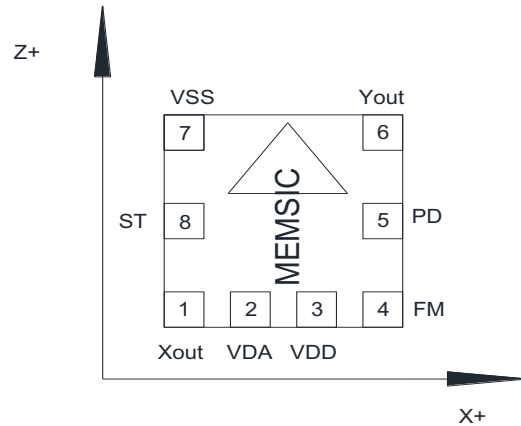 Z+
VSS Yout
7 6
ST 8 MEMSIC 5 PD
1 2 3 4 FM
Xout VDA VDD
X+